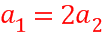 a₁ = 2a₂